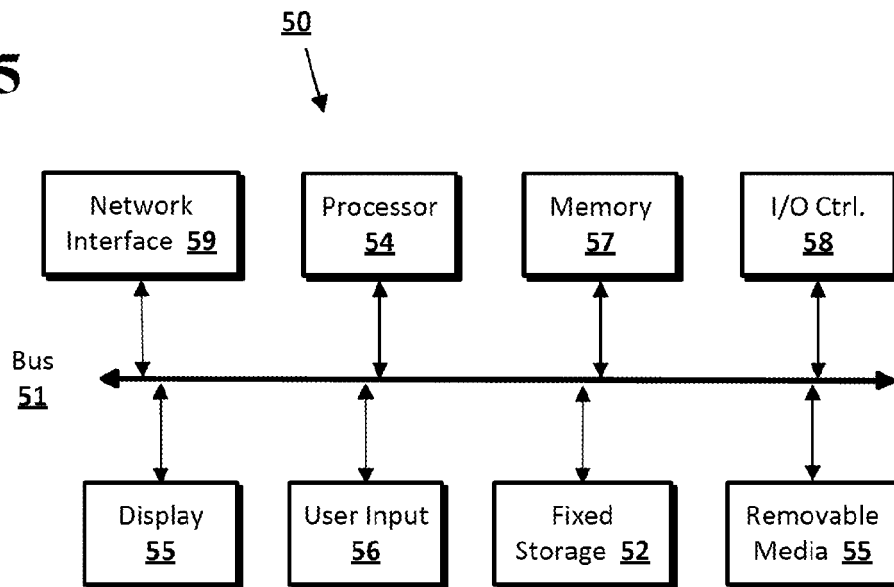 50
5
Network
Interface 59
Processor
54
Memory
57
I/O Ctrl.
58
Bus
51
Display
55
User Input
56
Fixed
Storage 52
Removable
Media 55